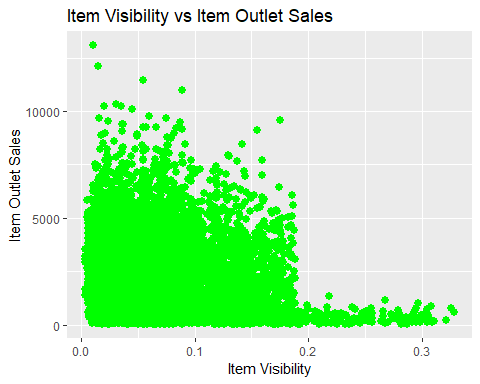 Item Visibility vs Item Outlet Sales
Item Outlet Sales
10000
5000
0
0.0 0.1 0.2 0.3
Item Visibility